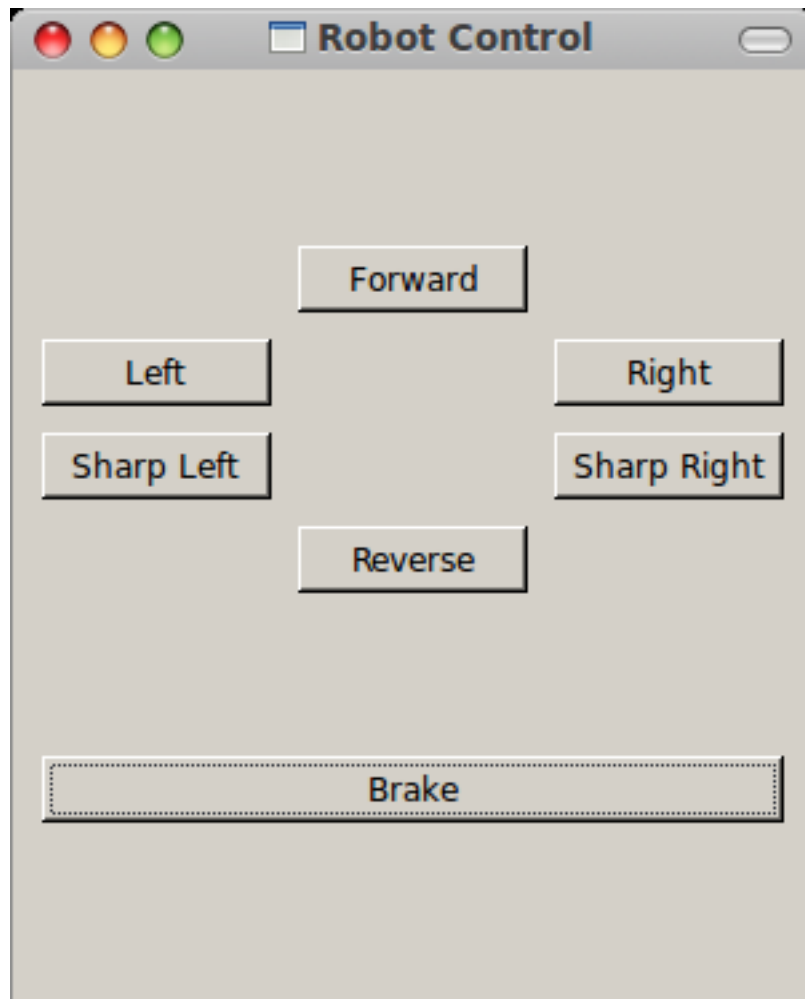 Robot Control
Forward
Left Right
Sharp Left Sharp Right
Reverse
Brake